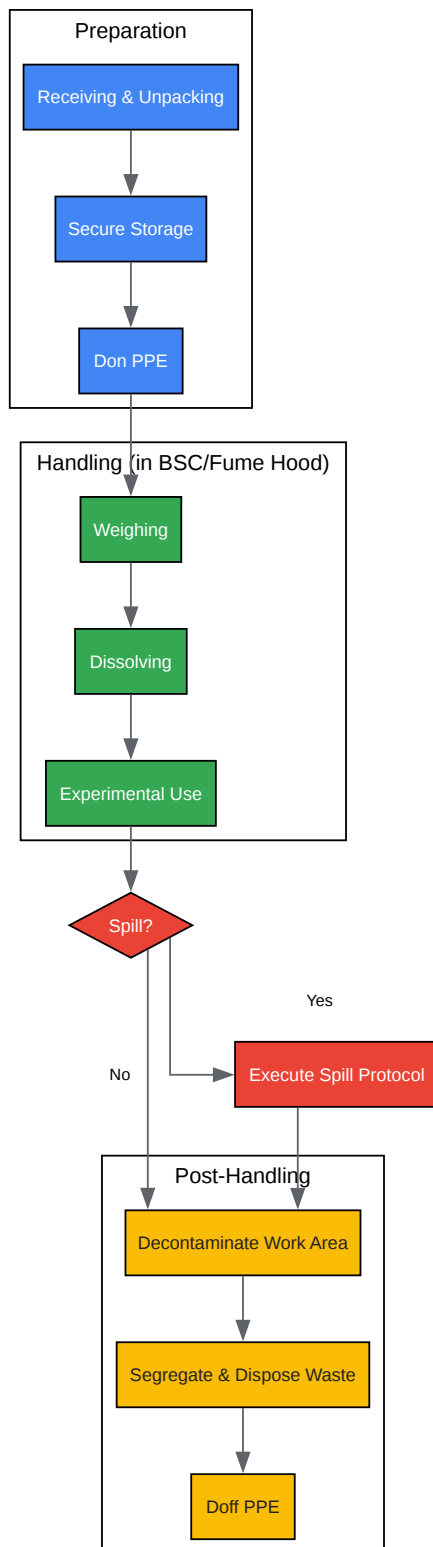 Preparation
Receiving & Unpacking
Secure Storage
Don PPE
Handling (in BSC/Fume Hood)
Weighing
Dissolving
Experimental Use
Spill?
Yes
No
Execute Spill Protocol
Post-Handling
Decontaminate Work Area
Segregate & Dispose Waste
Doff PPE